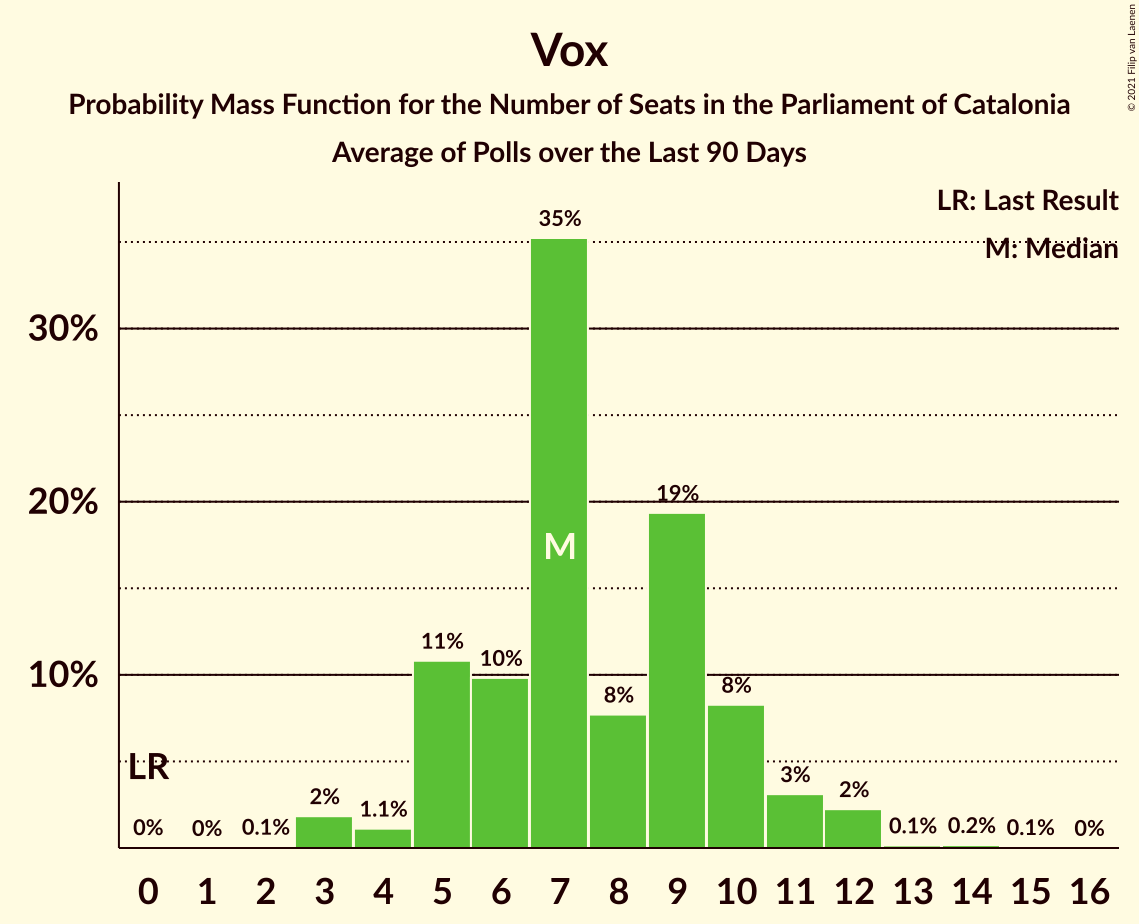 Vox
Probability Mass Function for the Number of Seats in the Parliament of Catalonia
Average of Polls over the Last 90 Days
© 2021 Filip van Laenen
LR: Last Result
M: Median
35%
30%
20%
19%
M
11%
10%
10%
8%
8%
LR
5%
3%
2%
2%
1.1%
0%
0%
0.1%
0.1%
0.2%
0.1%
0%
0 1 2 3 4 5 6 7 8 9 10 11 12 13 14 15 16